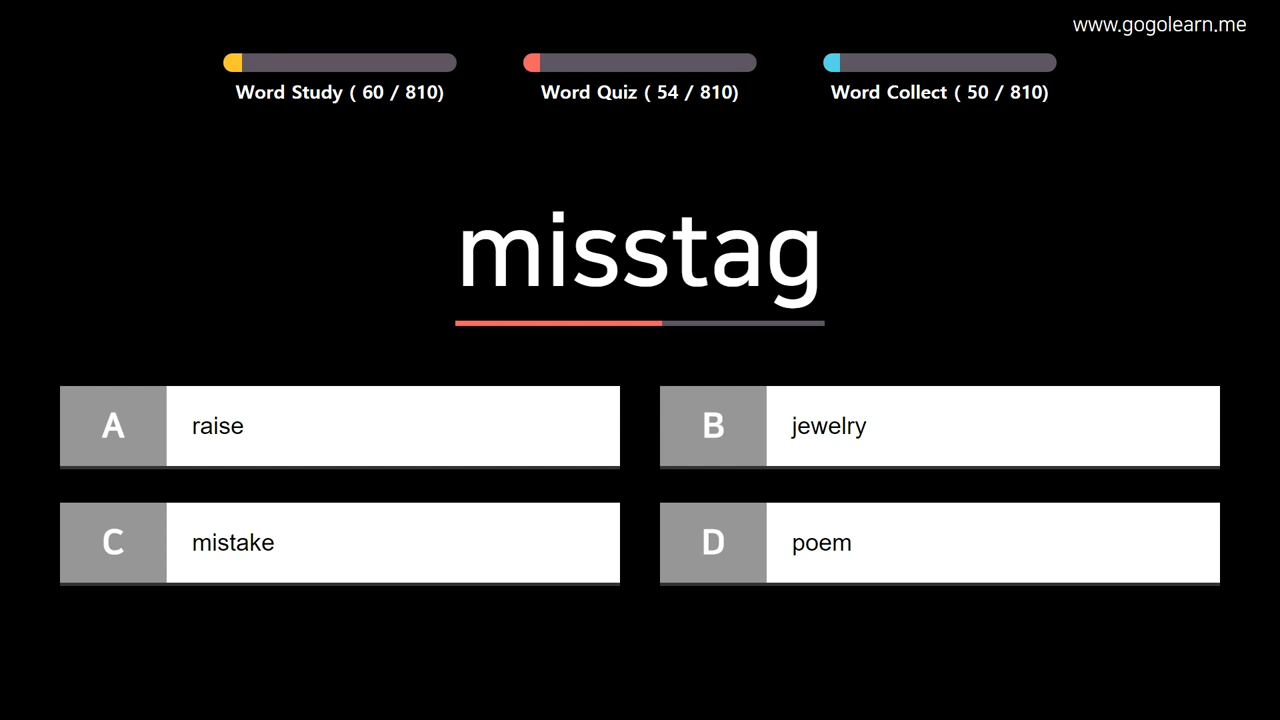 www.gogolearn.me
Word Study ( 60 / 810)
Word Quiz ( 54 / 810)
Word Collect ( 50 / 810)
misstag
A raise
B jewelry
C mistake
D poem